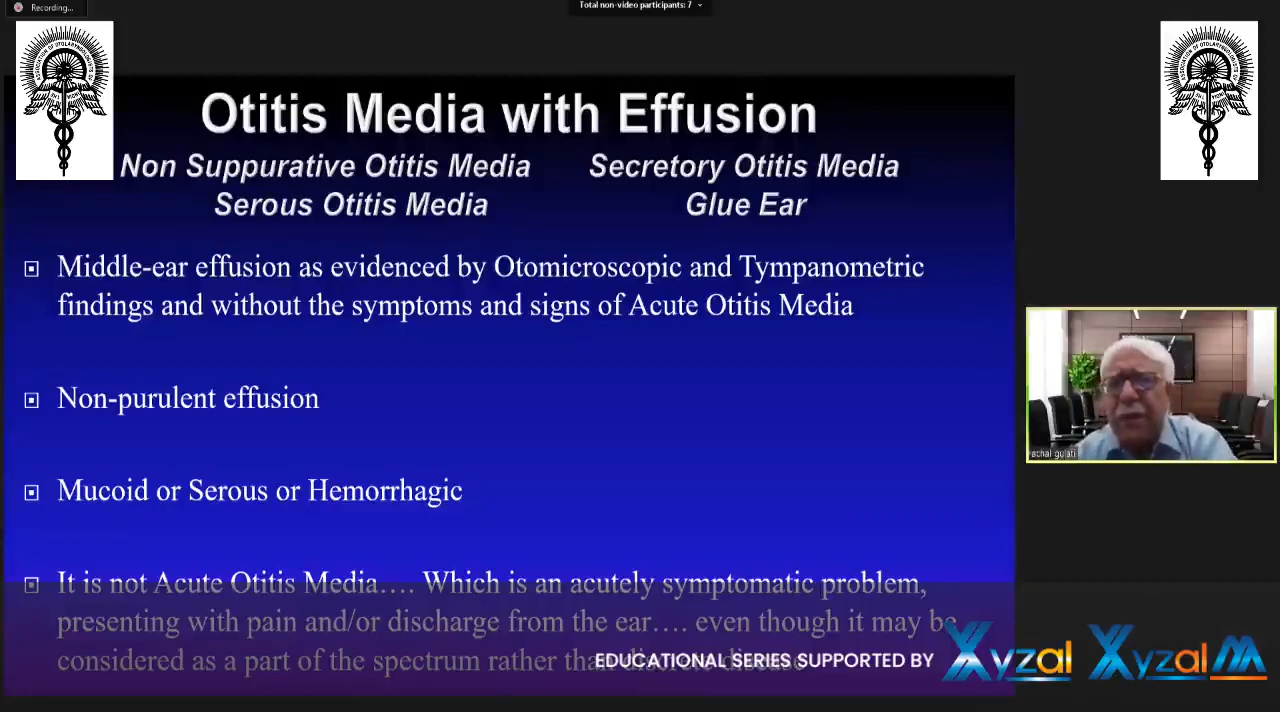 Recording...
Total non-video participants: 7
Otitis Media with Effusion
Non Suppurative Otitis Media Secretory Otitis Media
Serous Otitis Media Glue Ear
Middle-ear effusion as evidenced by Otomicroscopic and Tympanometric
findings and without the symptoms and signs of Acute Otitis Media
Non-purulent effusion
Mucoid or Serous or Hemorrhagic
It is not Acute Otitis Media.... Which is an acutely symptomatic problem,
presenting with pain and/or discharge from the ear.... even though it may be
considered as a part of the spectrum rather than discrete disease
achal gulati
EDUCATIONAL SERIES SUPPORTED BY
Xyzal XyzalM